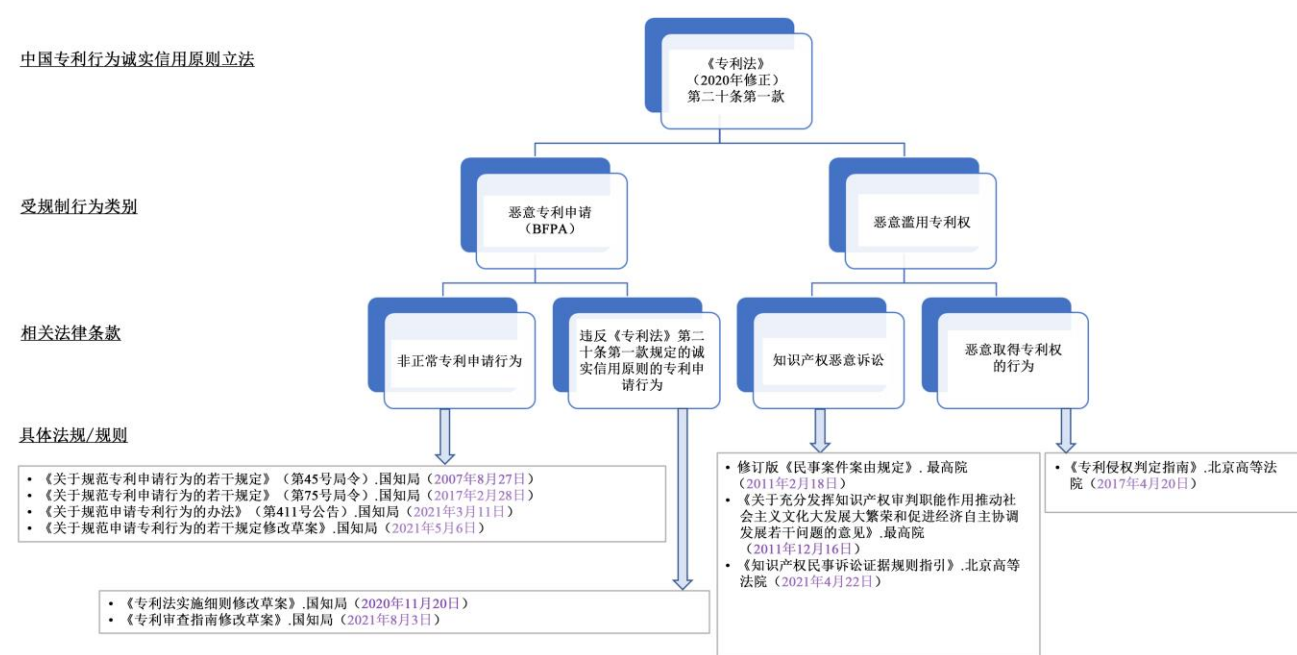 中国专利行为诚实信用原则立法
《专利法》
（2020年修正）
第二十条第一款
受规制行为类别
恶意专利申请
（BFPA）
恶意滥用专利权
相关法律条款
非正常专利申请行为
违反《专利法》第二
十条第一款规定的诚
实信用原则的专利申
请行为
知识产权恶意诉讼
恶意取得专利权
的行为
具体法规/规则
• 《关于规范专利申请行为的若干规定》（第45号局令）.国知局（2007年8月27日）
• 《关于规范专利申请行为的若干规定》（第75号局令）.国知局（2017年2月28日）
• 《关于规范申请专利行为的办法》（第411号公告）.国知局（2021年3月11日）
• 《关于规范申请专利行为的若干规定修改草案》.国知局（2021年5月6日）
• 《专利法实施细则修改草案》.国知局（2020年11月20日）
• 《专利审查指南修改草案》.国知局（2021年8月3日）
• 修订版《民事案件案由规定》. 最高院
（2011年2月18日）
• 《关于充分发挥知识产权审判职能作用推动社
会主义文化大发展大繁荣和促进经济自主协调
发展若干问题的意见》.最高院
（2011年12月16日）
• 《知识产权民事诉讼证据规则指引》.北京高等
法院（2021年4月22日）
• 《专利侵权判定指南》.北京高等法
院（2017年4月20日）